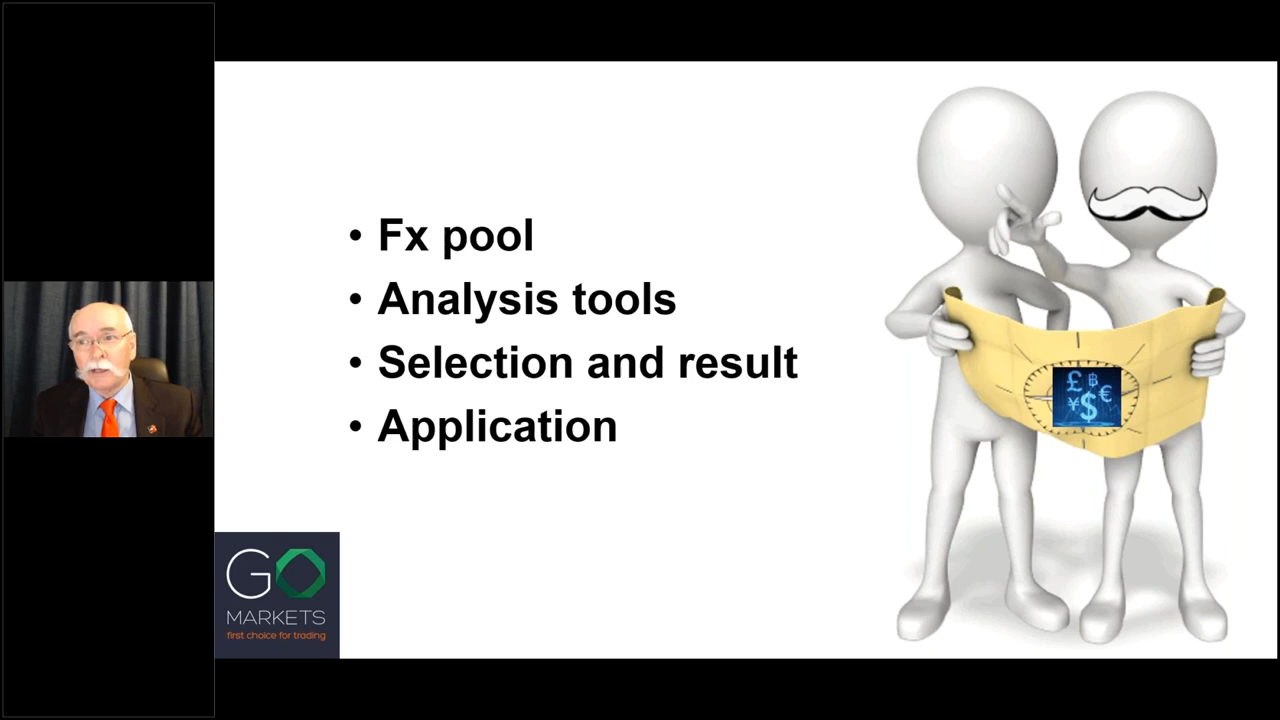 • Fx pool
• Analysis tools
• Selection and result
• Application
£ ₿
¥ $ €
GO
MARKETS
first choice for trading